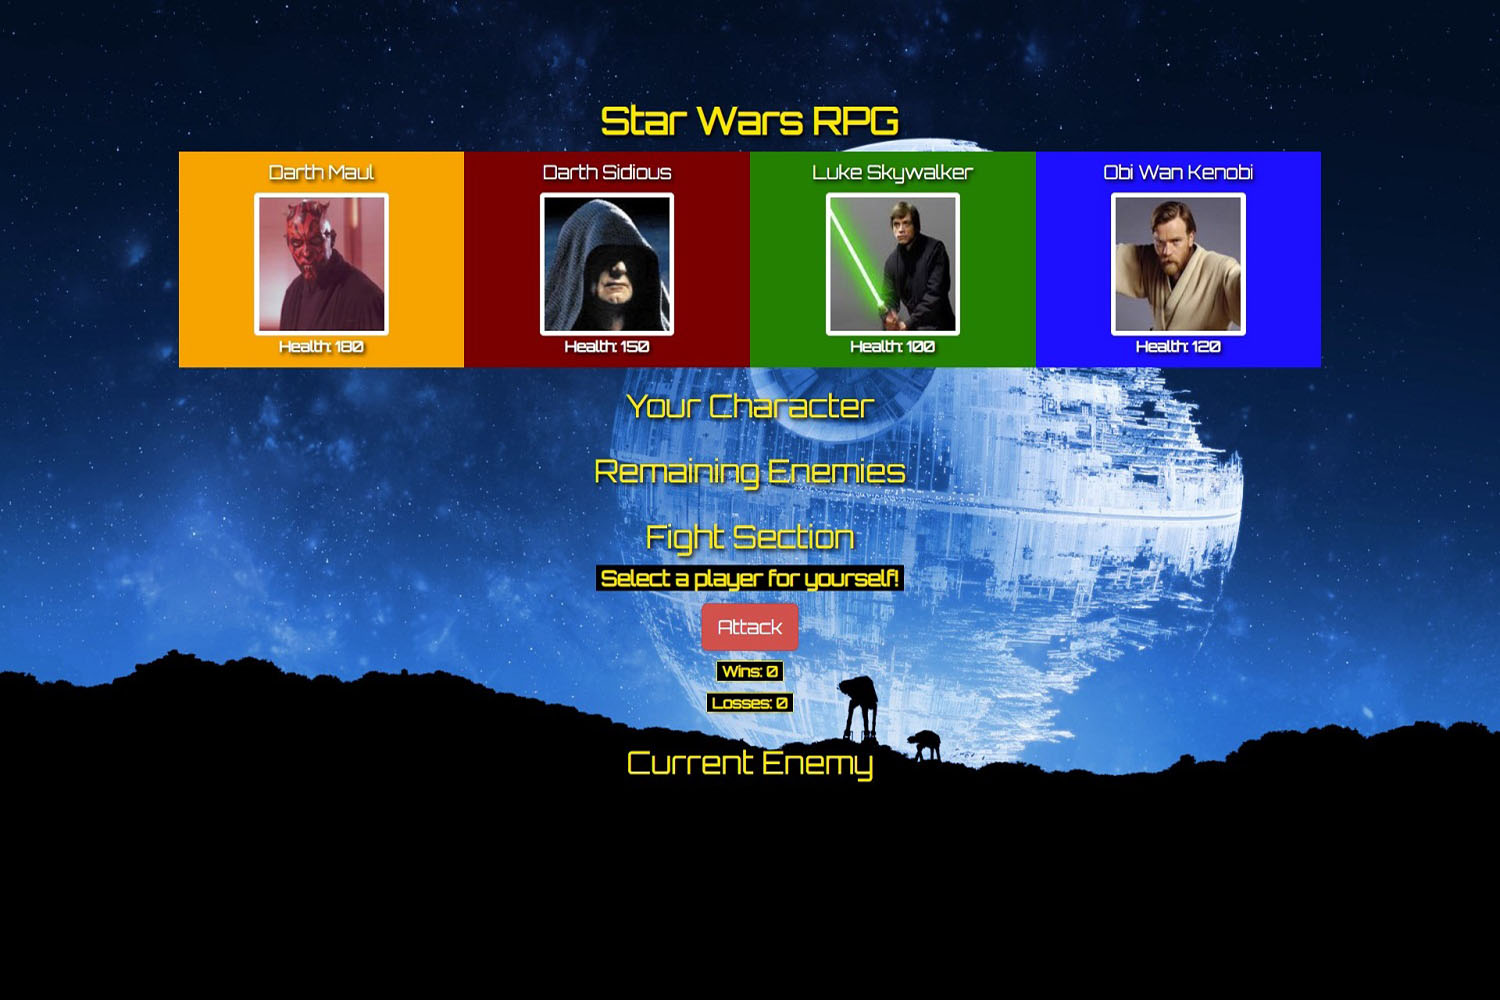 Star Wars RPG
Darth Maul
Darth Sidious
Luke Skywalker
Obi Wan Kenobi
Health: 180
Health: 150
Health: 100
Health: 120
Your Character
Remaining Enemies
Fight Section
Select a player for yourself!
Attack
Wins: 0
Losses: 0
Current Enemy